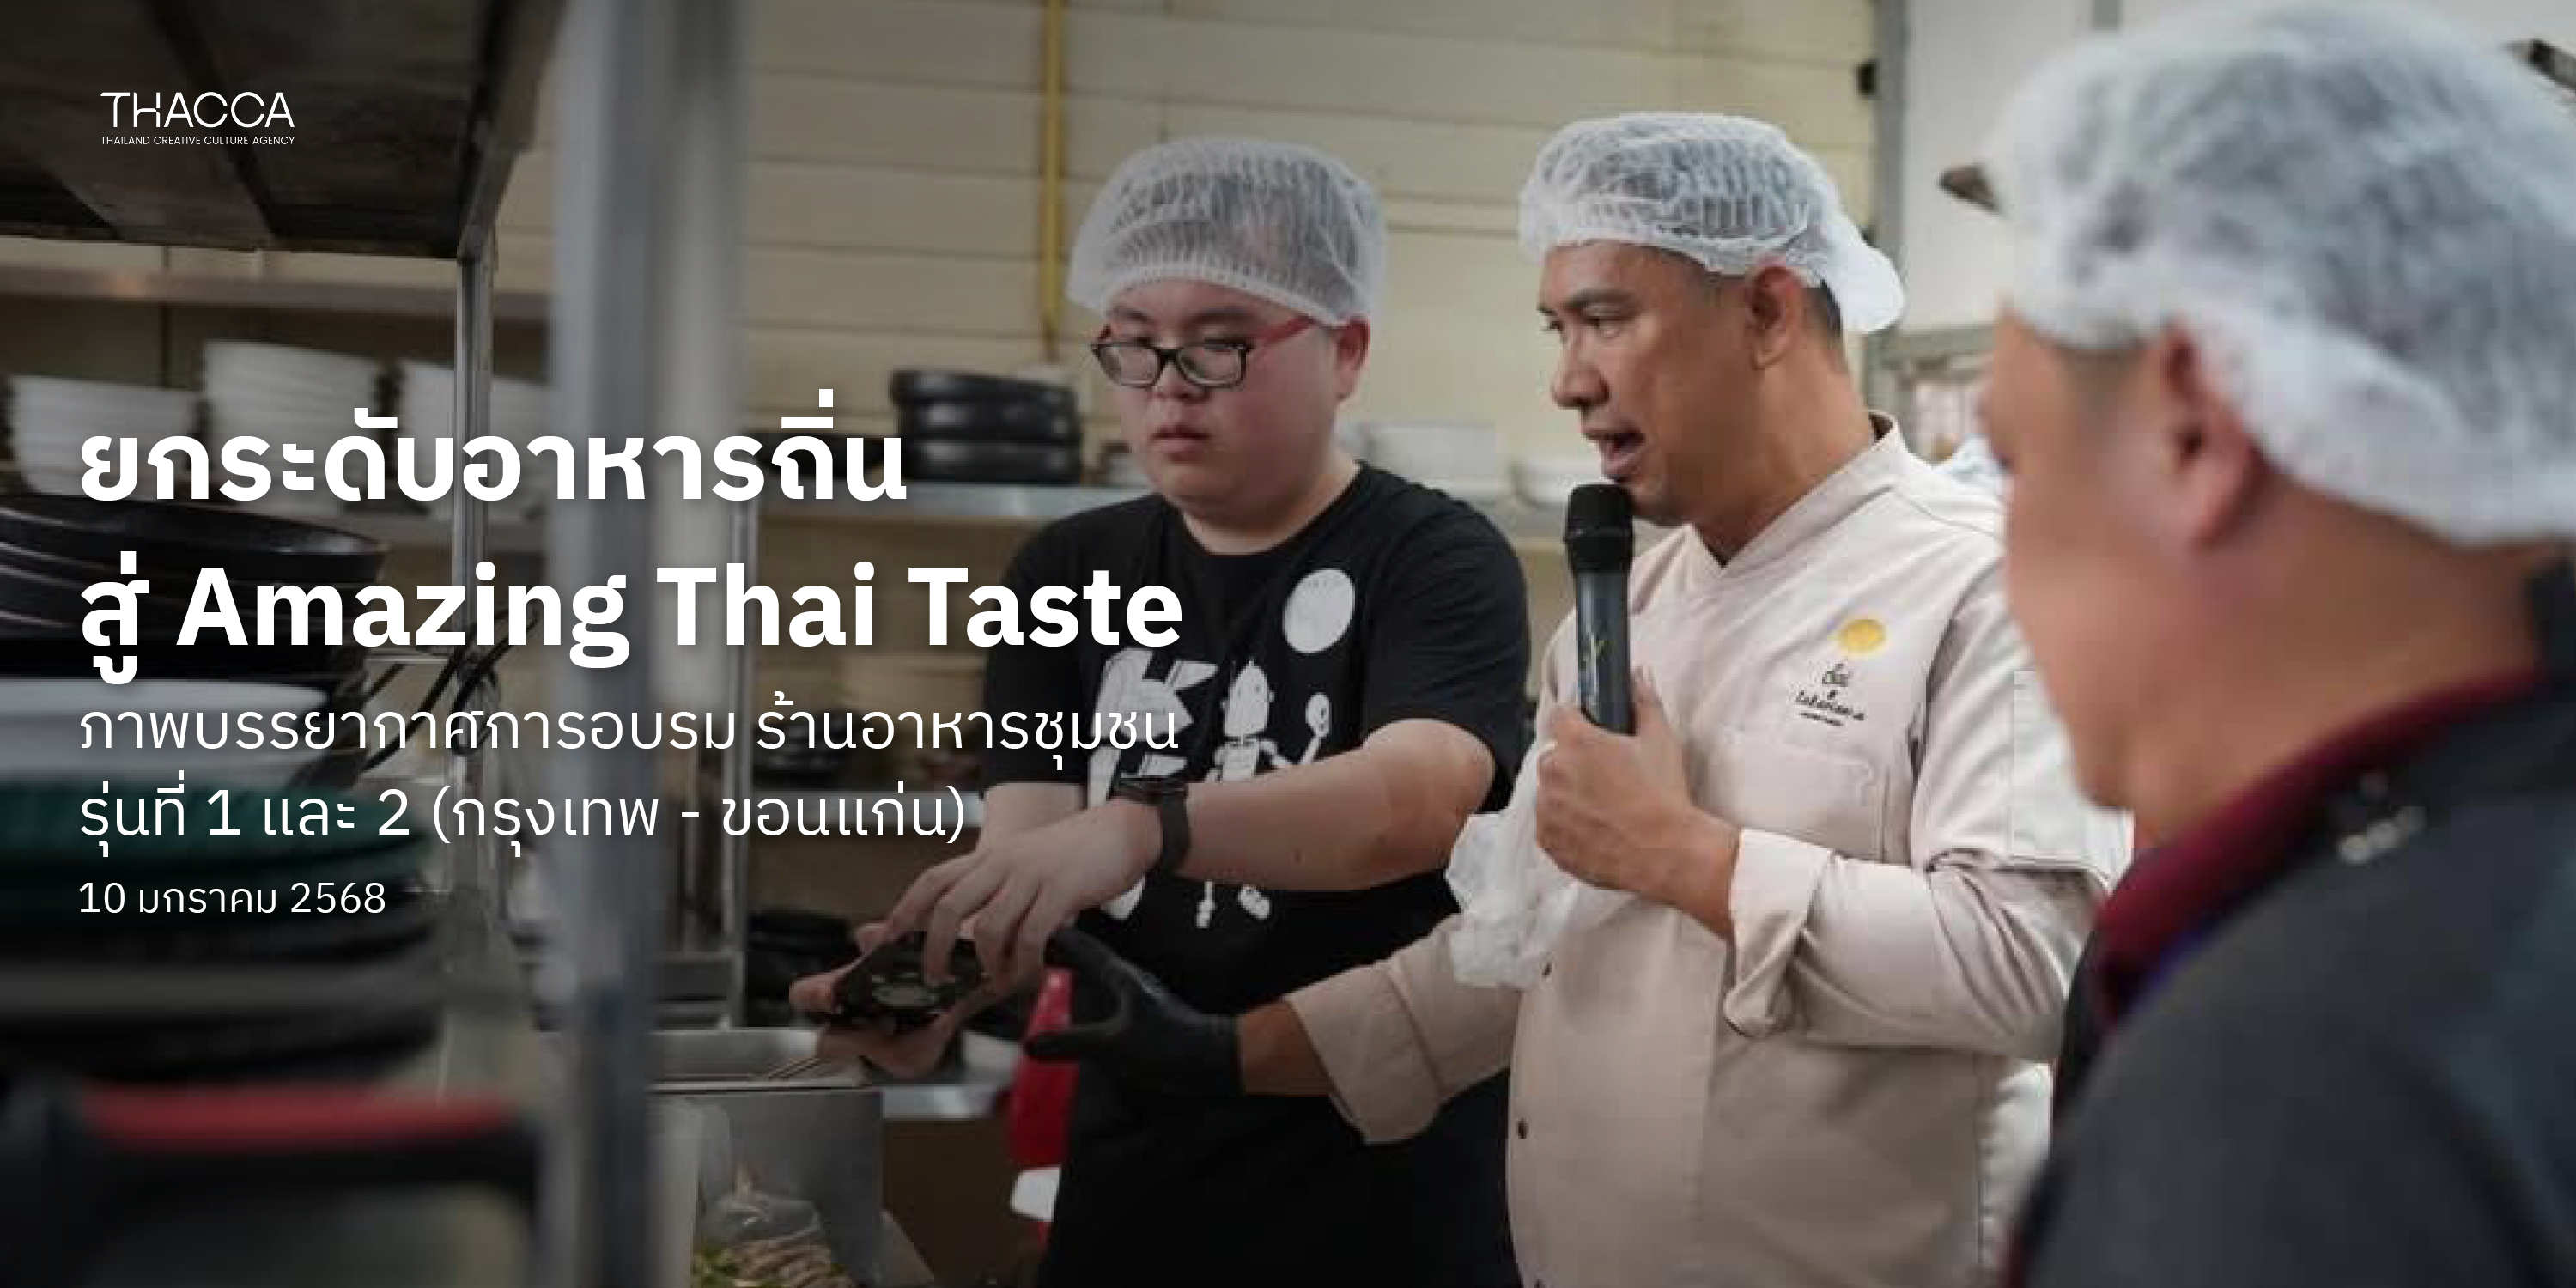 THACCA
THAILAND CREATIVE CULTURE AGENCY
ยกระดับอาหารถิ่น
สู่ Amazing Thai Taste
ภาพบรรยากาศการอบรม ร้านอาหารชุมชน
รุ่นที่ 1 และ 2 (กรุงเทพ - ขอนแก่น)
10 มกราคม 2568